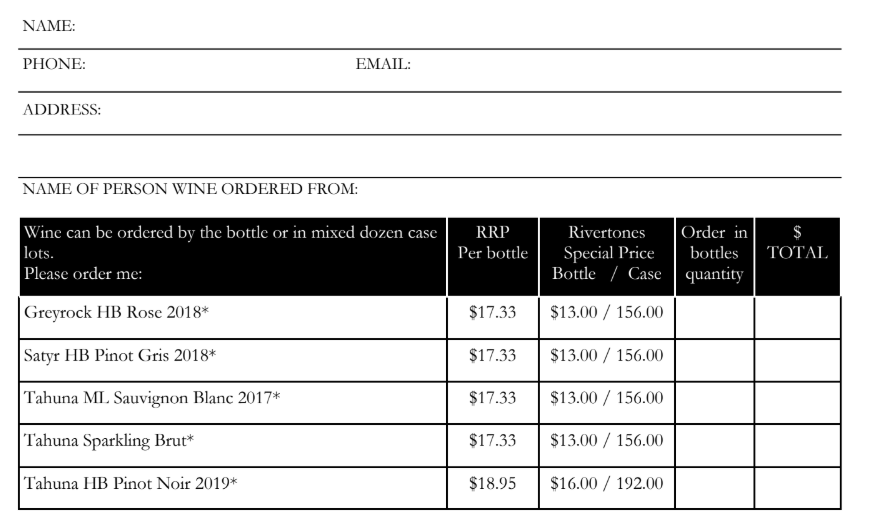 NAME:
PHONE: EMAIL:
ADDRESS:
NAME OF PERSON WINE ORDERED FROM:
Wine can be ordered by the bottle or in mixed dozen case
lots.
Please order me:
RRP
Per bottle
Rivertones
Special Price
Bottle / Case
Order in
bottles
quantity
$
TOTAL
Greyrock HB Rose 2018* $17.33 $13.00 / 156.00
Satyr HB Pinot Gris 2018* $17.33 $13.00 / 156.00
Tahuna ML Sauvignon Blanc 2017* $17.33 $13.00 / 156.00
Tahuna Sparkling Brut* $17.33 $13.00 / 156.00
Tahuna HB Pinot Noir 2019* $18.95 $16.00 / 192.00